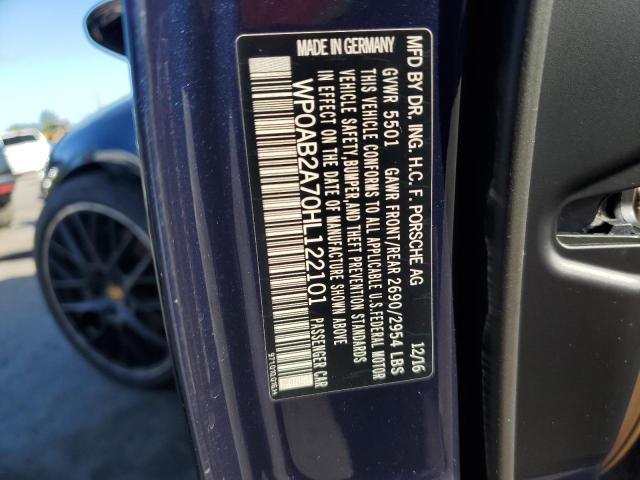 MFD BY DR. ING. H.C. F. PORSCHE AG 12/16
GVWR 5501 GAWR FRONT/REAR 2690/2954 LBS
THIS VEHICLE CONFORMS TO ALL APPLICABLE U.S. FEDERAL MOTOR
VEHICLE SAFETY, BUMPER, AND THEFT PREVENTION STANDARDS
IN EFFECT ON THE DATE OF MANUFACTURE SHOWN ABOVE
WP0AB2A70HL122101 PASSENGER CAR
MADE IN GERMANY